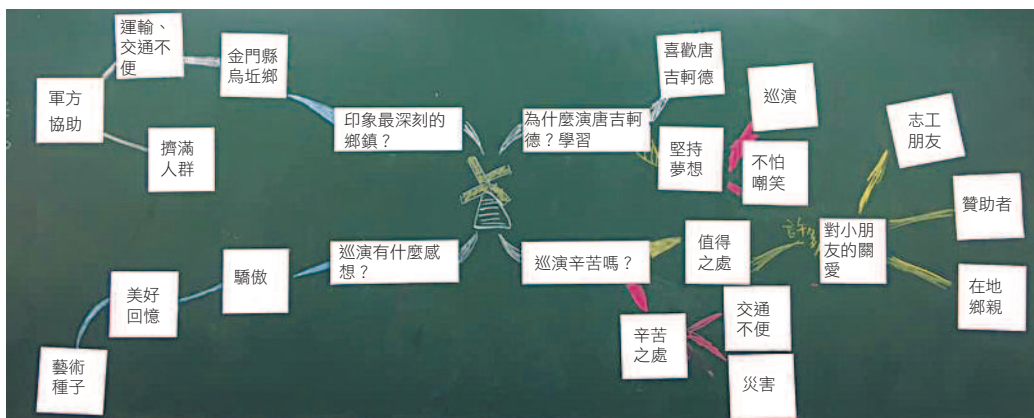 運輸、
交通不
便
金門縣
烏坵鄉
軍方
協助
擠滿
人群
印象最深刻的
鄉鎮？
為什麼演唐吉軻
德？學習
喜歡唐
吉軻德
堅持
夢想
巡演
不怕
嘲笑
巡演有什麼感
想？
驕傲
美好
回憶
藝術
種子
巡演辛苦嗎？
值得
之處
許多
對小朋
友的關
愛
志工
朋友
贊助者
在地
鄉親
辛苦
之處
交通
不便
災害